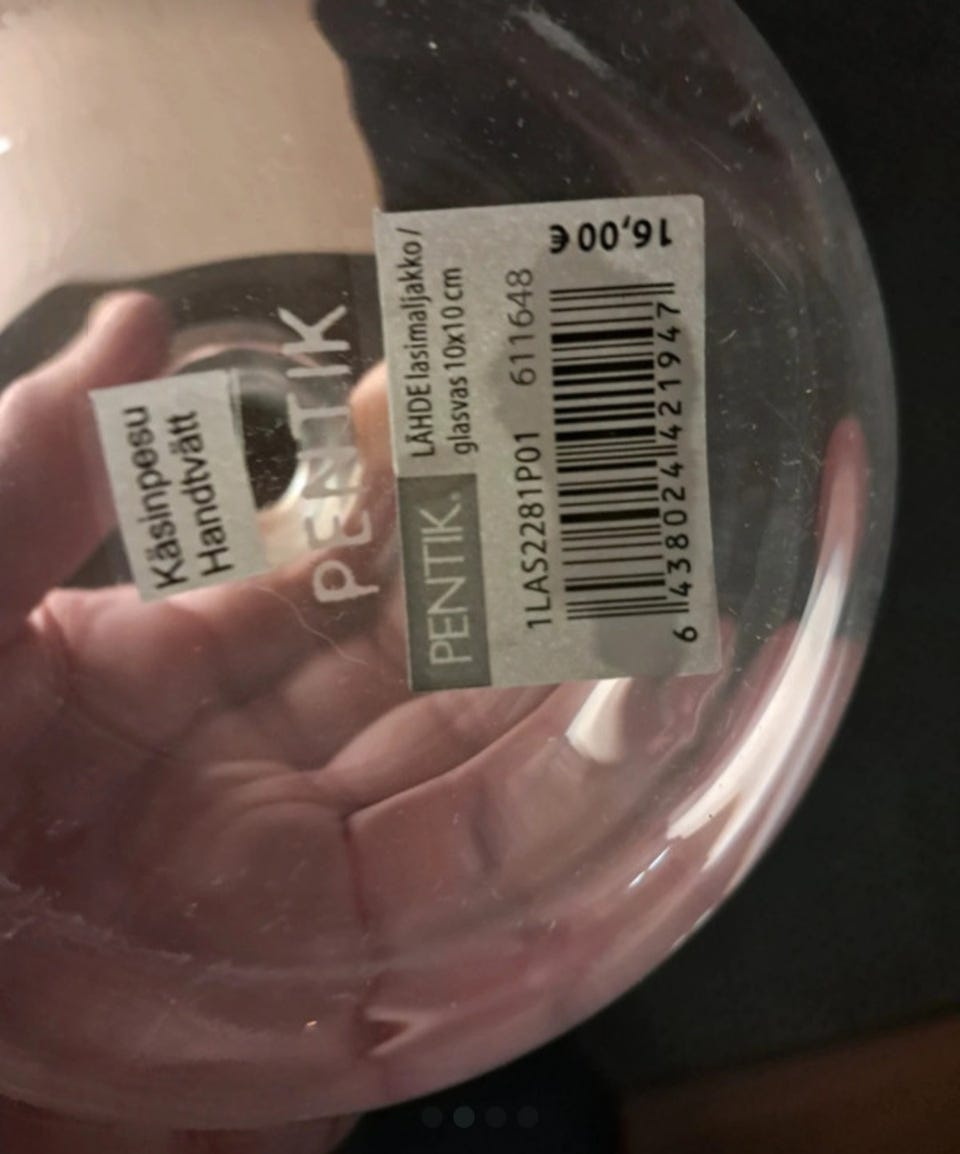 Käsinpesu
Handtvätt
PENTIK
PENTIK.
LÄHDE lasimaljakko/
glasvas 10x10 cm
1LAS2281P01 611648
6 438024 421947
16,00 €